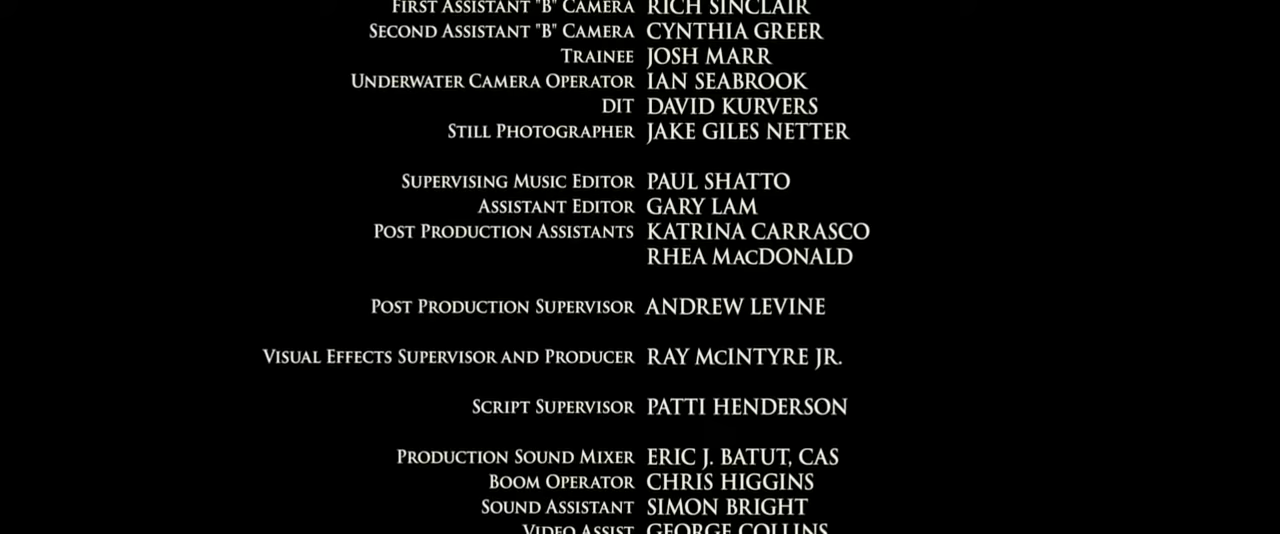 FIRST ASSISTANT "B" CAMERA RICH SINCLAIR
SECOND ASSISTANT "B" CAMERA CYNTHIA GREER
TRAINEE JOSH MARR
UNDERWATER CAMERA OPERATOR IAN SEABROOK
DIT DAVID KURVERS
STILL PHOTOGRAPHER JAKE GILES NETTER
SUPERVISING MUSIC EDITOR PAUL SHATTO
ASSISTANT EDITOR GARY LAM
POST PRODUCTION ASSISTANTS KATRINA CARRASCO
RHEA MACDONALD
POST PRODUCTION SUPERVISOR ANDREW LEVINE
VISUAL EFFECTS SUPERVISOR AND PRODUCER RAY MCINTYRE JR.
SCRIPT SUPERVISOR PATTI HENDERSON
PRODUCTION SOUND MIXER ERIC J. BATUT, CAS
BOOM OPERATOR CHRIS HIGGINS
SOUND ASSISTANT SIMON BRIGHT
VIDEO ASSIST GEORGE COLLINS